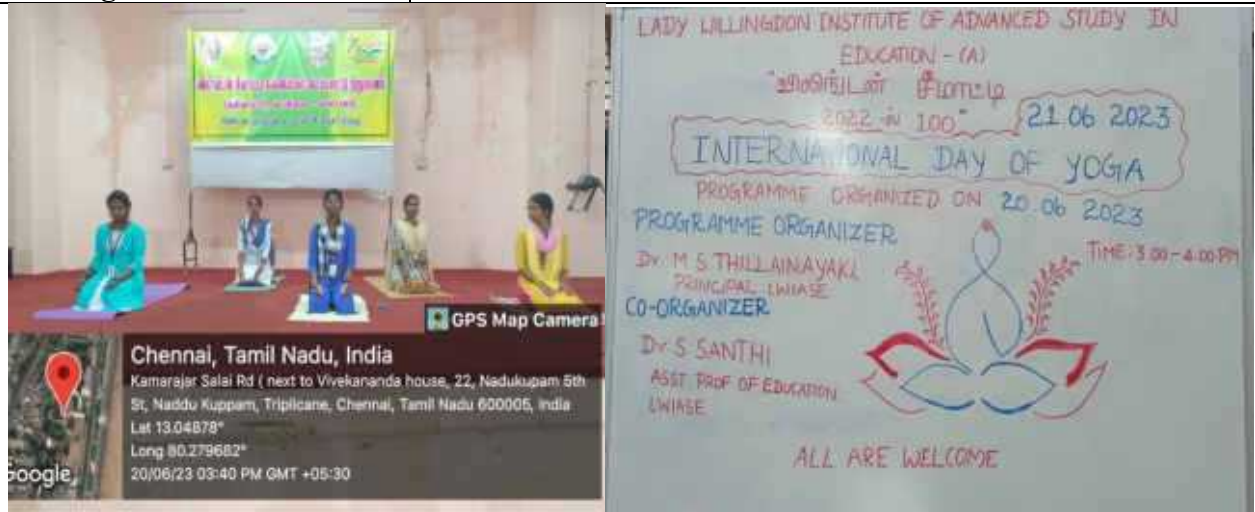 GPS Map Camera
Chennai, Tamil Nadu, India
Kamarajar Salai Rd ( next to Vivekananda house, 22, Nadukupam 5th
St, Naddu Kuppam, Triplicane, Chennai, Tamil Nadu 600005, India
Lat 13.04878°
Long 80.279682°
20/06/23 03:40 PM GMT +05:30
Google
LADY WILLINGDON INSTITUTE OF ADVANCED STUDY IN
EDUCATION - (A)
சீமாட்டி
2022 ல் 100"
21.06 2023
INTERNATIONAL DAY OF YOGA
PROGRAMME ORGANIZED ON 20.06 2023
PROGRAMME ORGANIZER
Dr. M S THILLAINAYAKI
PRINCIPAL LWIASE
TIME: 3.00-4.00 PM
CO-ORGANIZER
Dr S SANTHI
ASST PROF OF EDUCATION
LWIASE
ALL ARE WELCOME